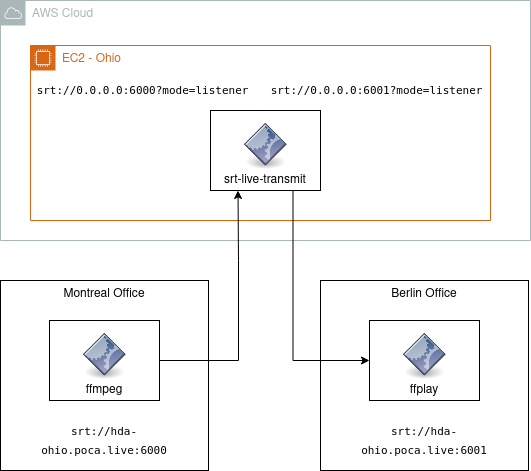 AWS Cloud
EC2 - Ohio
srt://0.0.0.0:6000?mode=listener
srt://0.0.0.0:6001?mode=listener
srt-live-transmit
Montreal Office
ffmpeg
srt://hda-
ohio.poca.live:6000
Berlin Office
ffplay
srt://hda-
ohio.poca.live:6001